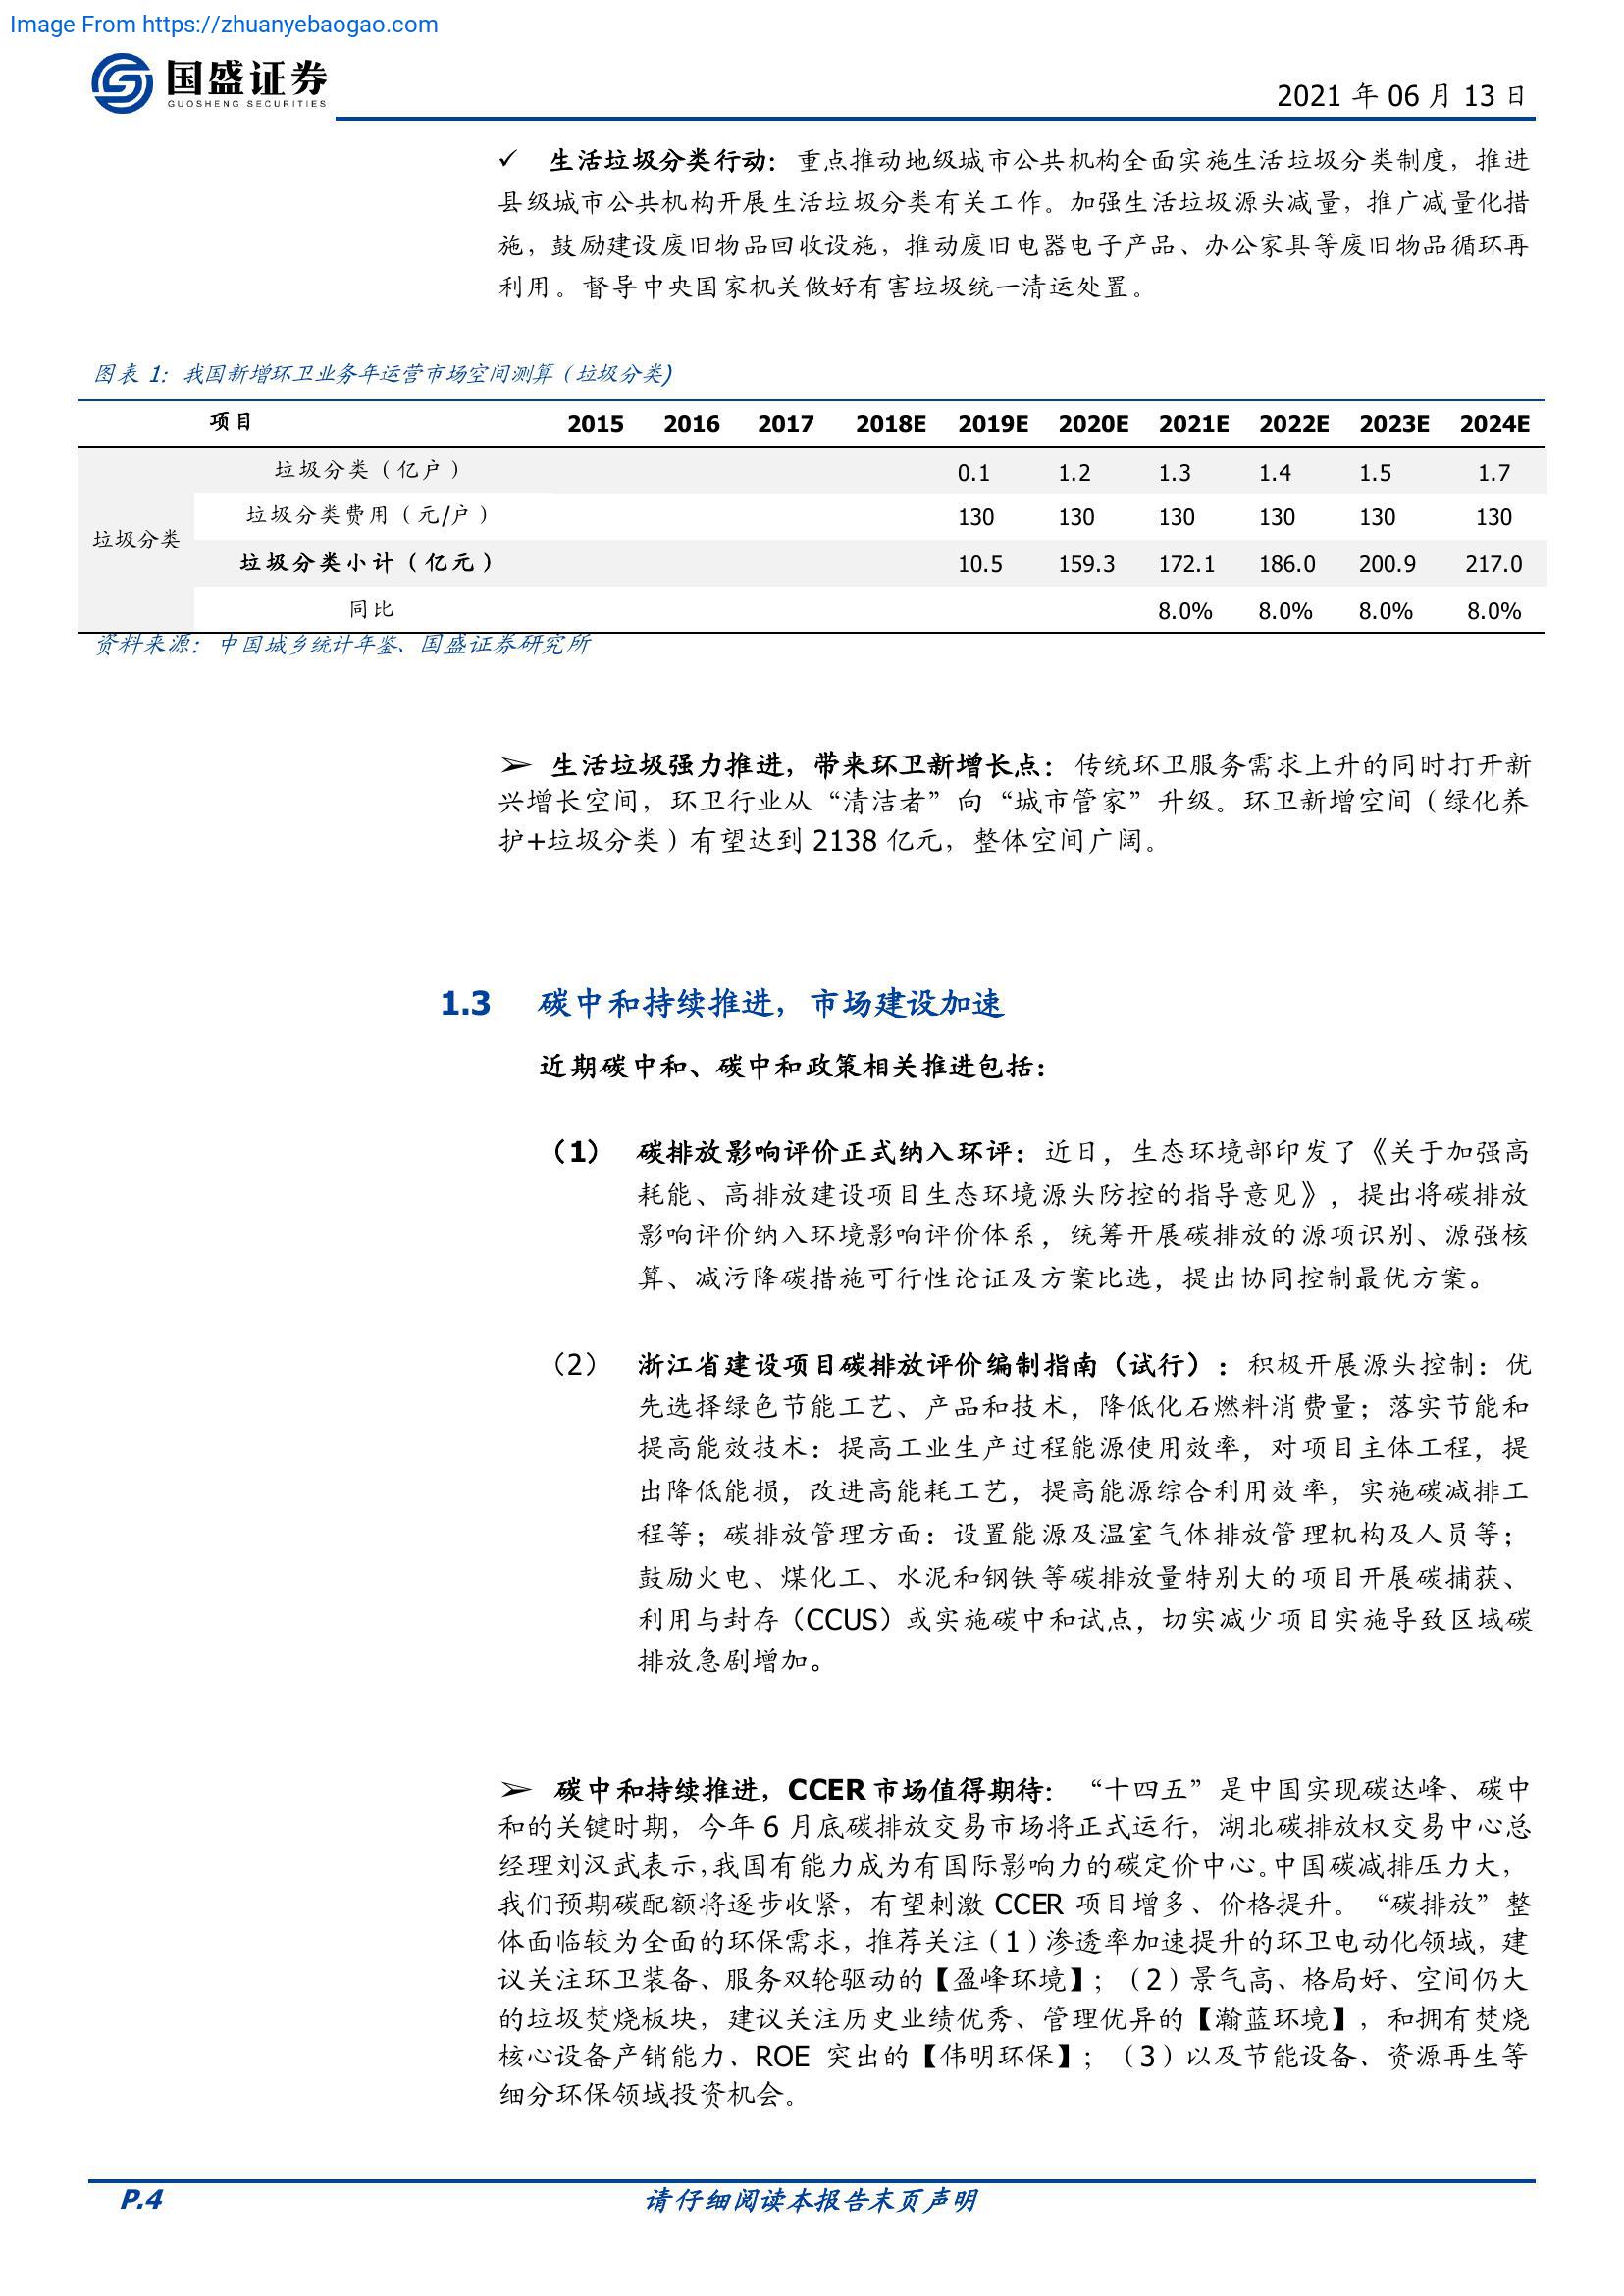 Image From https://zhuanyebaogao.com
国盛证券
GUOSHENG SECURITIES
2021 年 06 月 13 日
✓ 生活垃圾分类行动：重点推动地级城市公共机构全面实施生活垃圾分类制度，推进
县级城市公共机构开展生活垃圾分类有关工作。加强生活垃圾源头减量，推广减量化措
施，鼓励建设废旧物品回收设施，推动废旧电器电子产品、办公家具等废旧物品循环再
利用。督导中央国家机关做好有害垃圾统一清运处置。
图表 1：我国新增环卫业务年运营市场空间测算（垃圾分类）
项目 2015 2016 2017 2018E 2019E 2020E 2021E 2022E 2023E 2024E
垃圾分类（亿户） 0.1 1.2 1.3 1.4 1.5 1.7
垃圾分类费用（元/户） 130 130 130 130 130 130
垃圾分类
垃圾分类小计（亿元） 10.5 159.3 172.1 186.0 200.9 217.0
同比 8.0% 8.0% 8.0% 8.0%
资料来源：中国城乡统计年鉴、国盛证券研究所
➢ 生活垃圾强力推进，带来环卫新增长点：传统环卫服务需求上升的同时打开新
兴增长空间，环卫行业从“清洁者”向“城市管家”升级。环卫新增空间（绿化养
护+垃圾分类）有望达到 2138 亿元，整体空间广阔。
1.3 碳中和持续推进，市场建设加速
近期碳中和、碳中和政策相关推进包括：
（1） 碳排放影响评价正式纳入环评：近日，生态环境部印发了《关于加强高
耗能、高排放建设项目生态环境源头防控的指导意见》，提出将碳排放
影响评价纳入环境影响评价体系，统筹开展碳排放的源项识别、源强核
算、减污降碳措施可行性论证及方案比选，提出协同控制最优方案。
（2） 浙江省建设项目碳排放评价编制指南（试行）：积极开展源头控制：优
先选择绿色节能工艺、产品和技术，降低化石燃料消费量；落实节能和
提高能效技术：提高工业生产过程能源使用效率，对项目主体工程，提
出降低能损，改进高能耗工艺，提高能源综合利用效率，实施碳减排工
程等；碳排放管理方面：设置能源及温室气体排放管理机构及人员等；
鼓励火电、煤化工、水泥和钢铁等碳排放量特别大的项目开展碳捕获、
利用与封存（CCUS）或实施碳中和试点，切实减少项目实施导致区域碳
排放急剧增加。
➢ 碳中和持续推进，CCER 市场值得期待：“十四五”是中国实现碳达峰、碳中
和的关键时期，今年 6 月底碳排放交易市场将正式运行，湖北碳排放权交易中心总
经理刘汉武表示，我国有能力成为有国际影响力的碳定价中心。中国碳减排压力大，
我们预期碳配额将逐步收紧，有望刺激 CCER 项目增多、价格提升。“碳排放”整
体面临较为全面的环保需求，推荐关注（1）渗透率加速提升的环卫电动化领域，建
议关注环卫装备、服务双轮驱动的【盈峰环境】；（2）景气高、格局好、空间仍大
的垃圾焚烧板块，建议关注历史业绩优秀、管理优异的【瀚蓝环境】，和拥有焚烧
核心设备产销能力、ROE 突出的【伟明环保】；（3）以及节能设备、资源再生等
细分环保领域投资机会。
P.4 请仔细阅读本报告末页声明